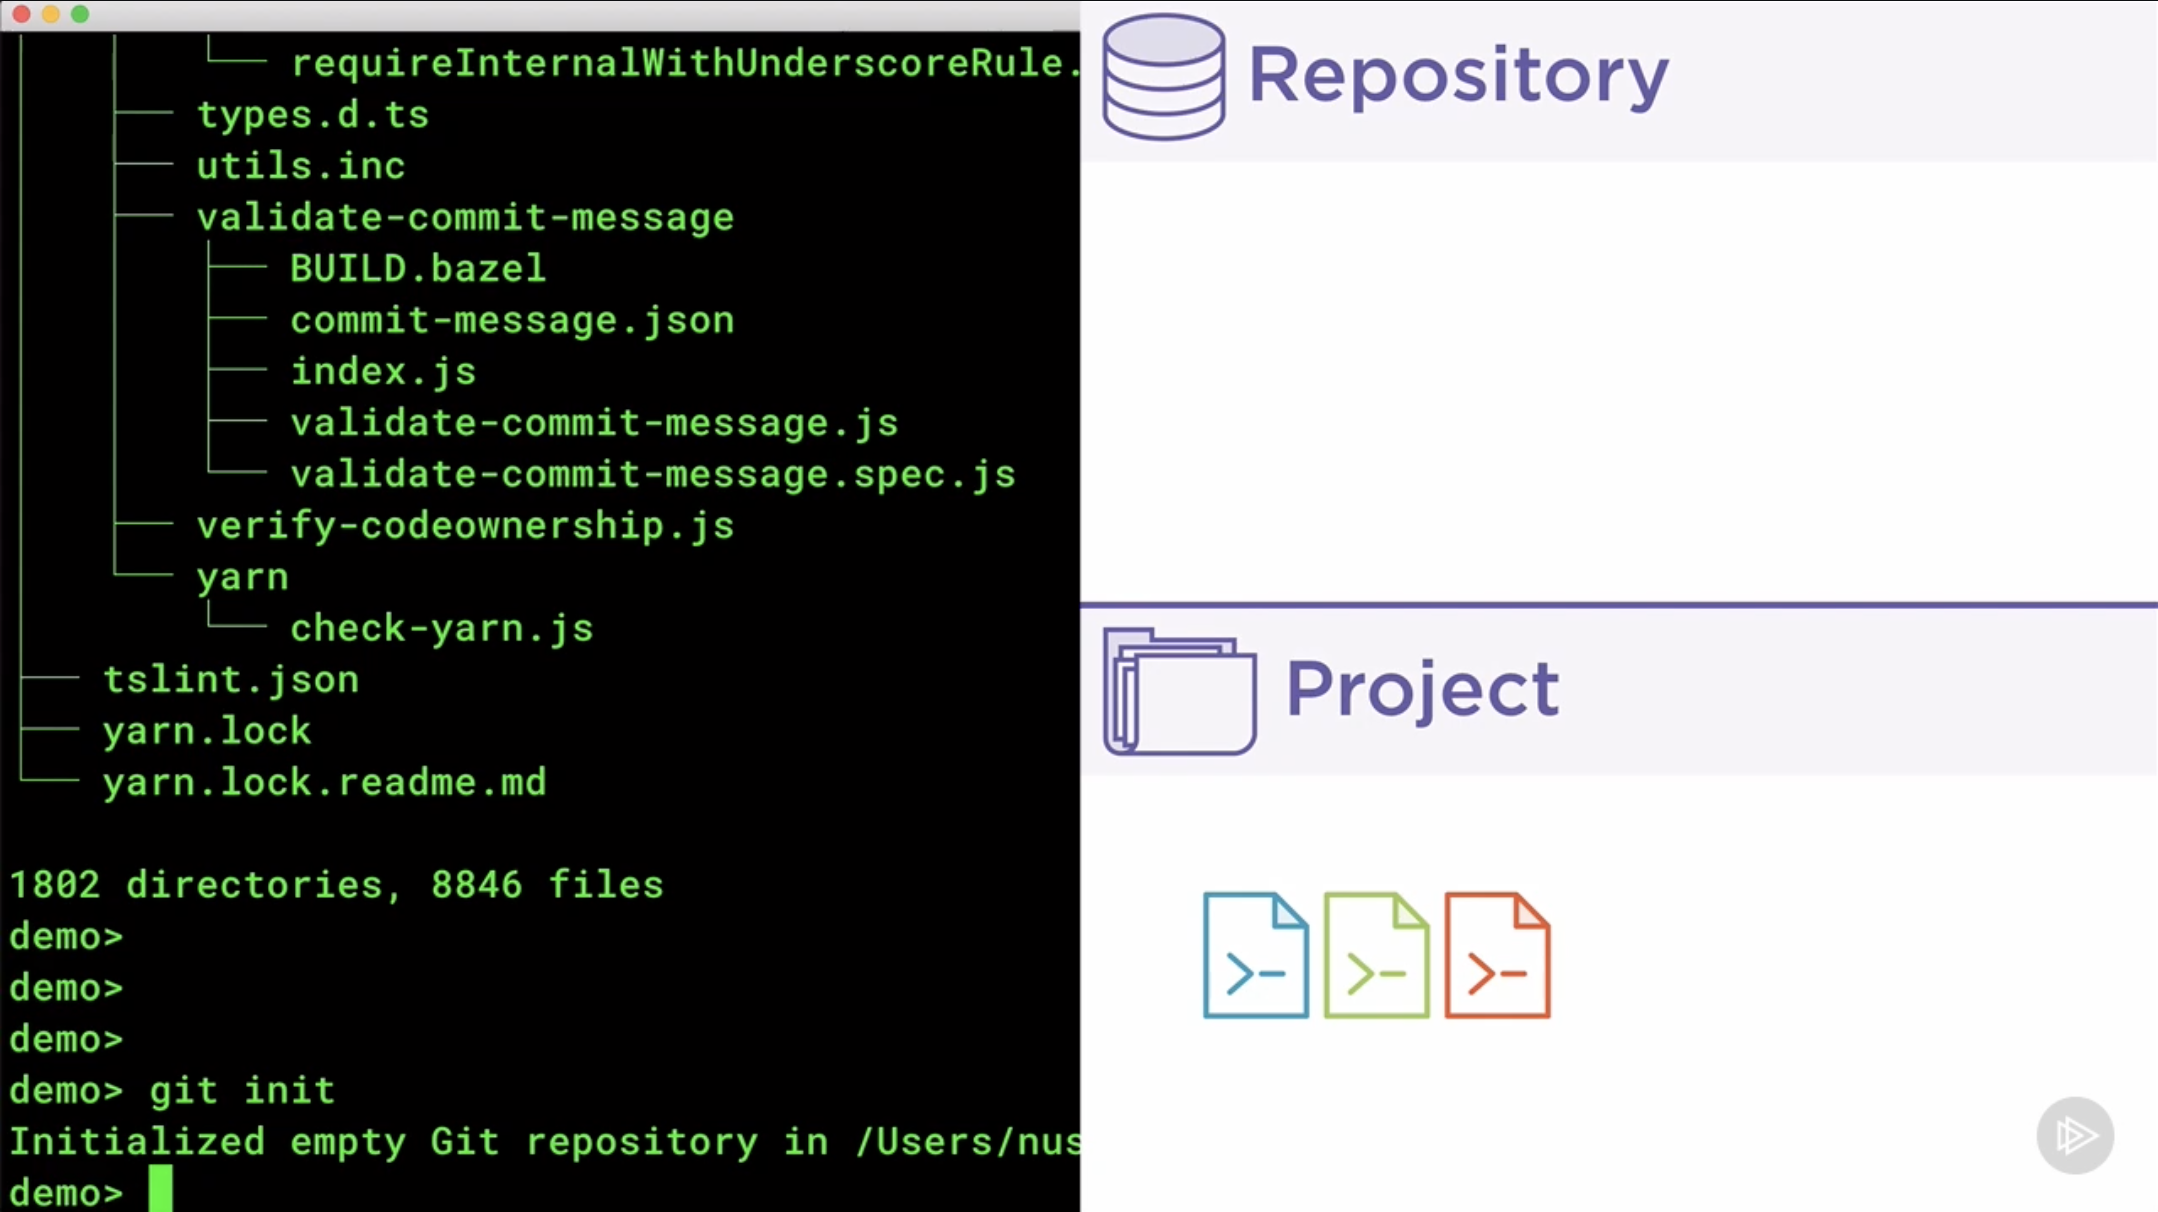 requireInternalWithUnderscoreRule.
types.d.ts
utils.inc
validate-commit-message
BUILD.bazel
commit-message.json
index.js
validate-commit-message.js
validate-commit-message.spec.js
verify-codeownership.js
yarn
check-yarn.js
tslint.json
yarn.lock
yarn.lock.readme.md
1802 directories, 8846 files
demo>
demo>
demo>
demo> git init
Initialized empty Git repository in /Users/nus
demo>
Repository
Project
>-
>-
>-